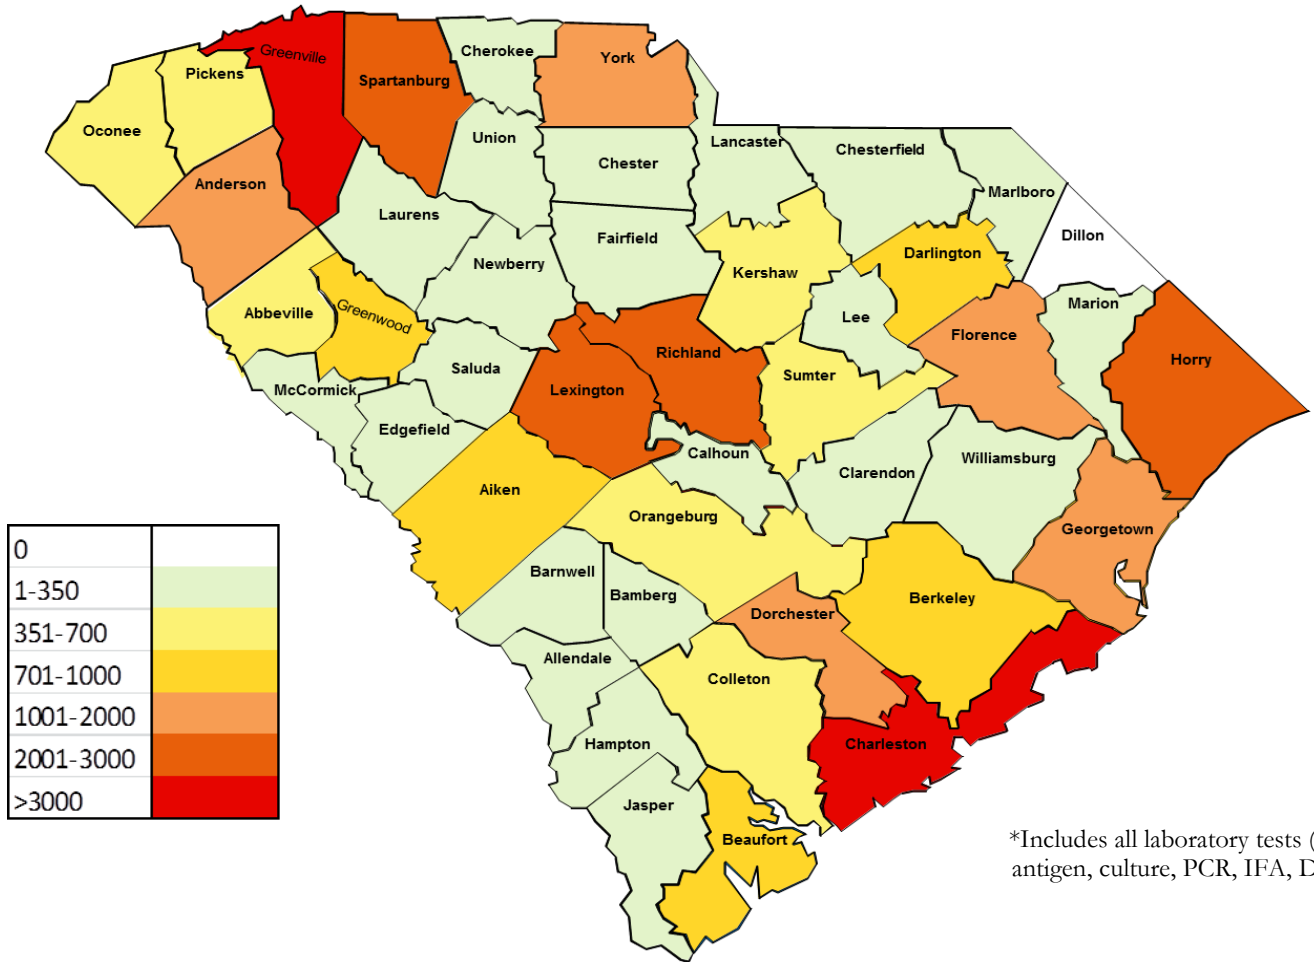 Greenville
Cherokee
York
Pickens
Spartanburg
Oconee
Union
Lancaster
Chesterfield
Chester
Anderson
Marlboro
Laurens
Dillon
Fairfield
Darlington
Newberry
Kershaw
Marion
Abbeville
Greenwood
Lee
Florence
Richland
Horry
Saluda
Sumter
McCormick
Lexington
Edgefield
Calhoun
Williamsburg
Clarendon
Aiken
Orangeburg
Georgetown
Barnwell
Bamberg
Berkeley
Dorchester
Allendale
Colleton
Hampton
Charleston
Jasper
Beaufort
0
1-350
351-700
701-1000
1001-2000
2001-3000
>3000
*Includes all laboratory tests (
antigen, culture, PCR, IFA, D